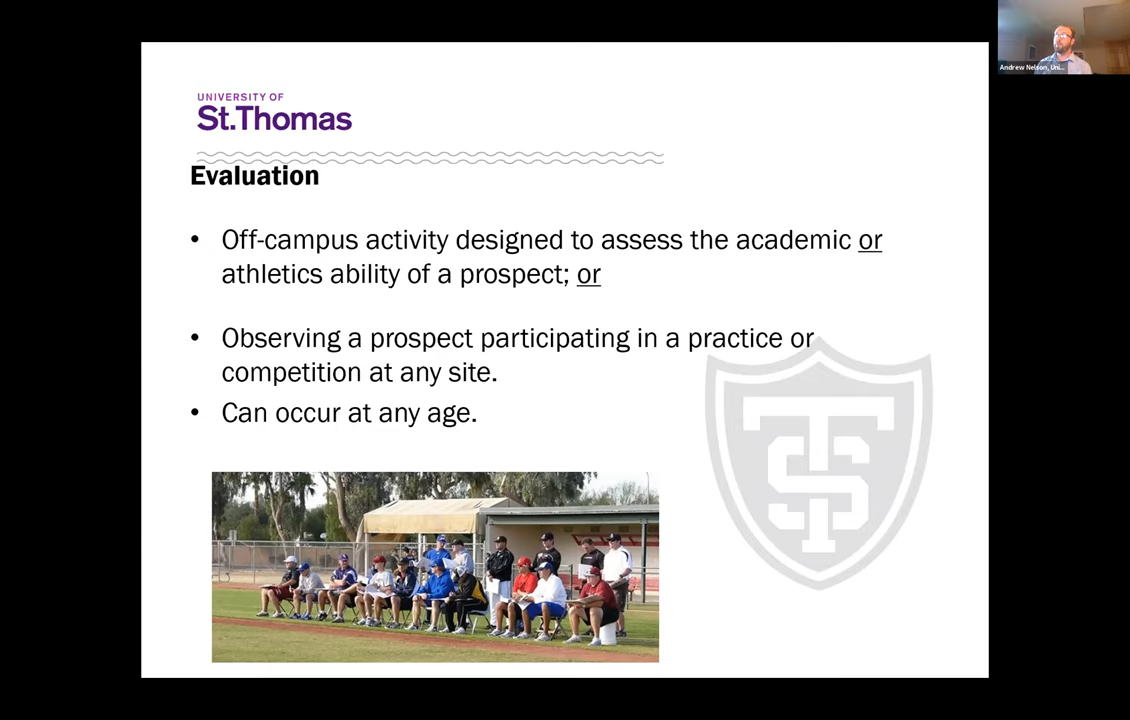 UNIVERSITY OF
St.Thomas
Evaluation
• Off-campus activity designed to assess the academic or
athletics ability of a prospect; or
• Observing a prospect participating in a practice or
competition at any site.
• Can occur at any age.
Andrew Nelson, Uni...